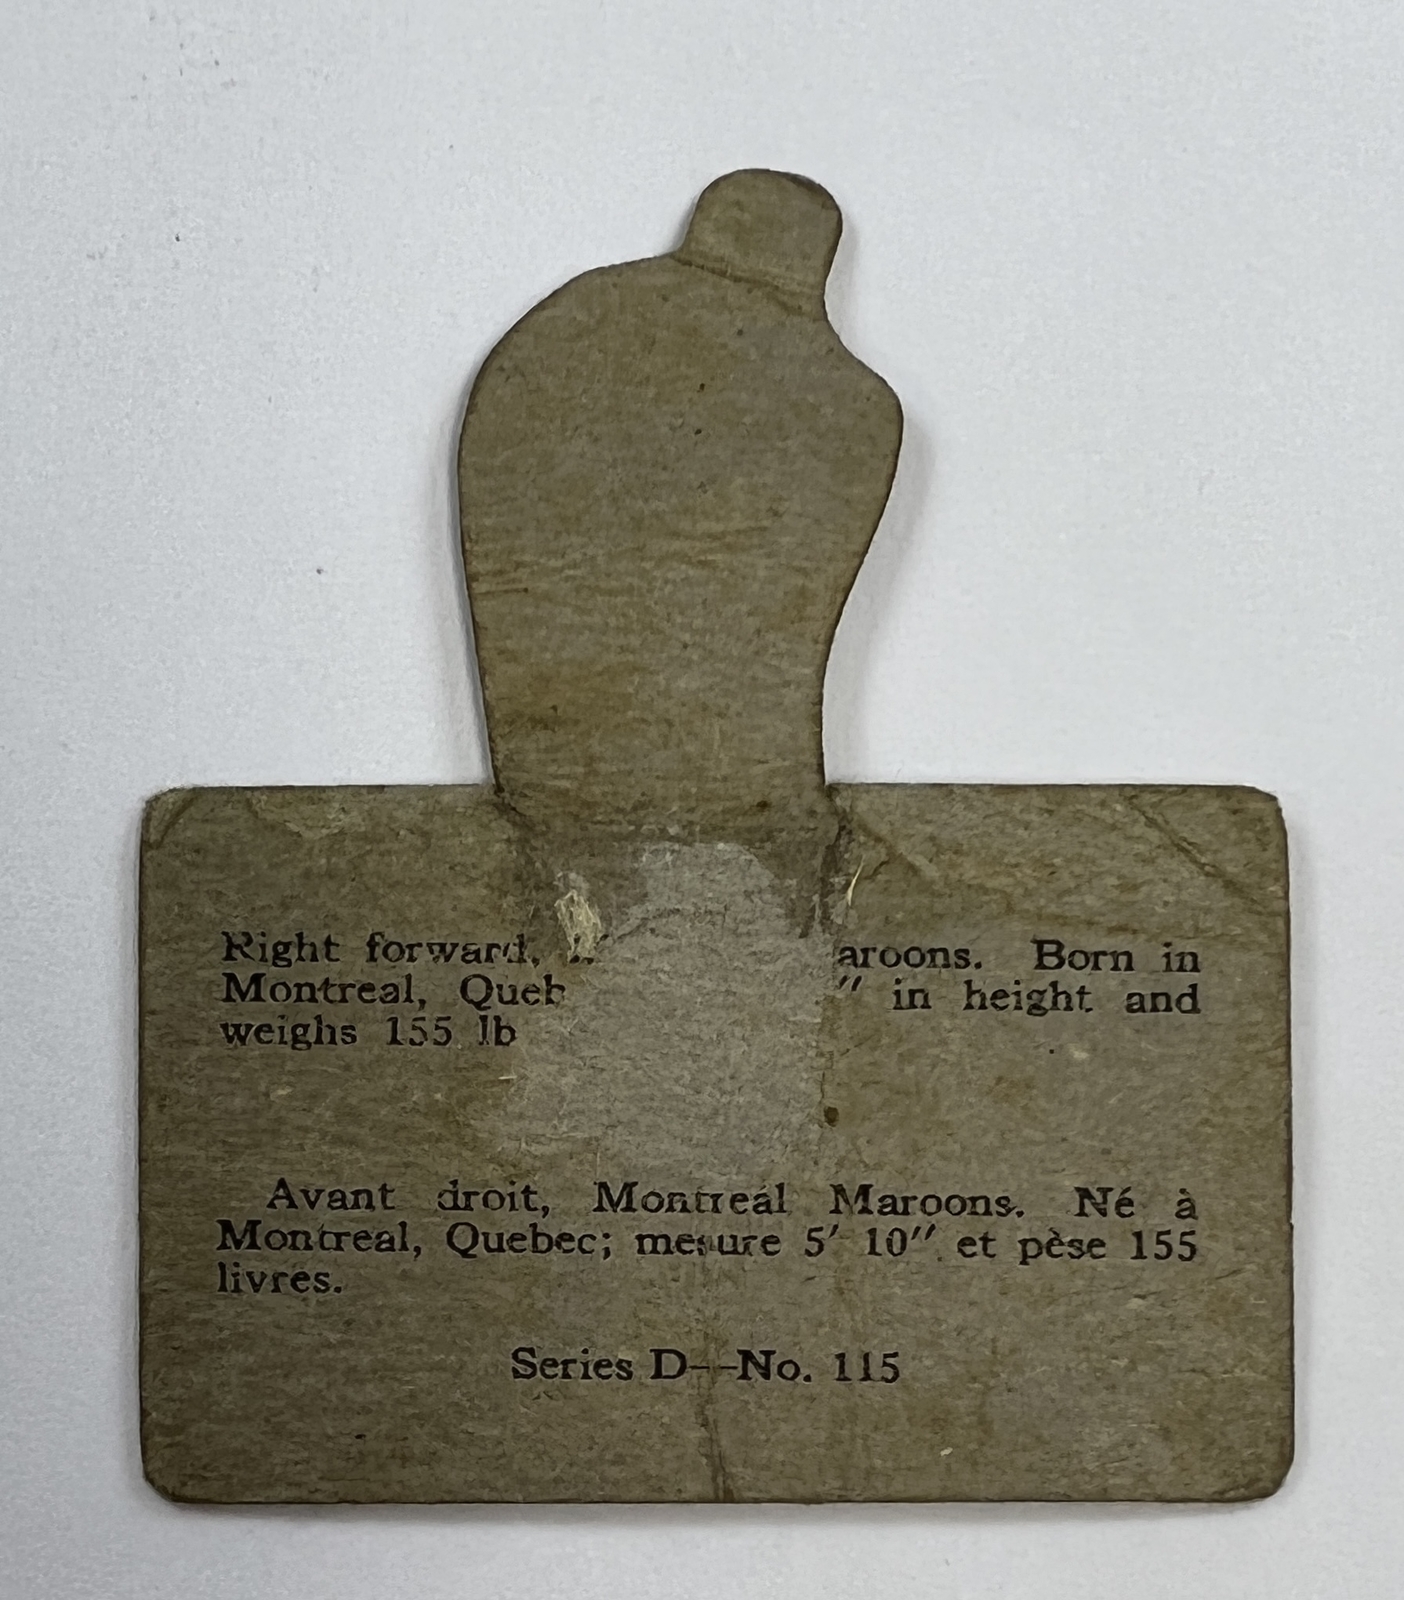 Right forward, aroons. Born in
Montreal, Queb " in height and
weighs 155 lb
Avant droit, Montreal Maroons. Né à
Montreal, Quebec; mesure 5' 10" et pèse 155
livres.
Series D--No. 115